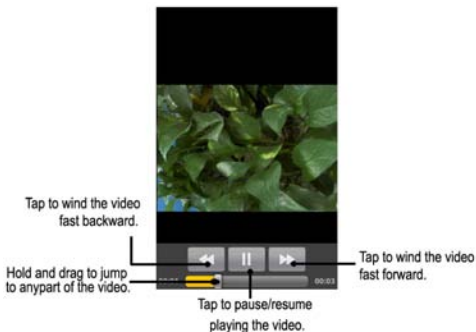 Tap to wind the video
fast backward.
Tap to wind the video
fast forward.
Hold and drag to jump
to anypart of the video.
00:03
Tap to pause/resume
playing the video.